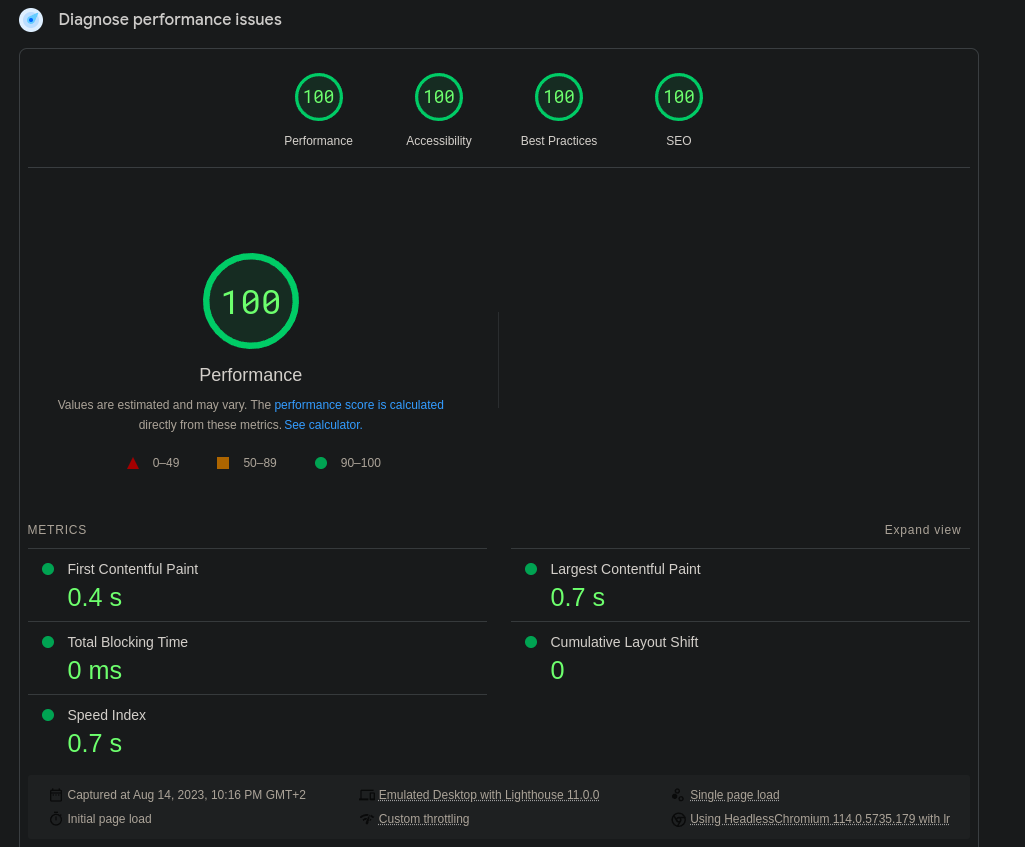 Diagnose performance issues
100 100 100 100
Performance Accessibility Best Practices SEO
100
Performance
Values are estimated and may vary. The performance score is calculated
directly from these metrics. See calculator.
0–49 50–89 90–100
METRICS Expand view
First Contentful Paint
0.4 s
Largest Contentful Paint
0.7 s
Total Blocking Time
0 ms
Cumulative Layout Shift
0
Speed Index
0.7 s
Captured at Aug 14, 2023, 10:16 PM GMT+2
Emulated Desktop with Lighthouse 11.0.0
Single page load
Initial page load
Custom throttling
Using HeadlessChromium 114.0.5735.179 with lr